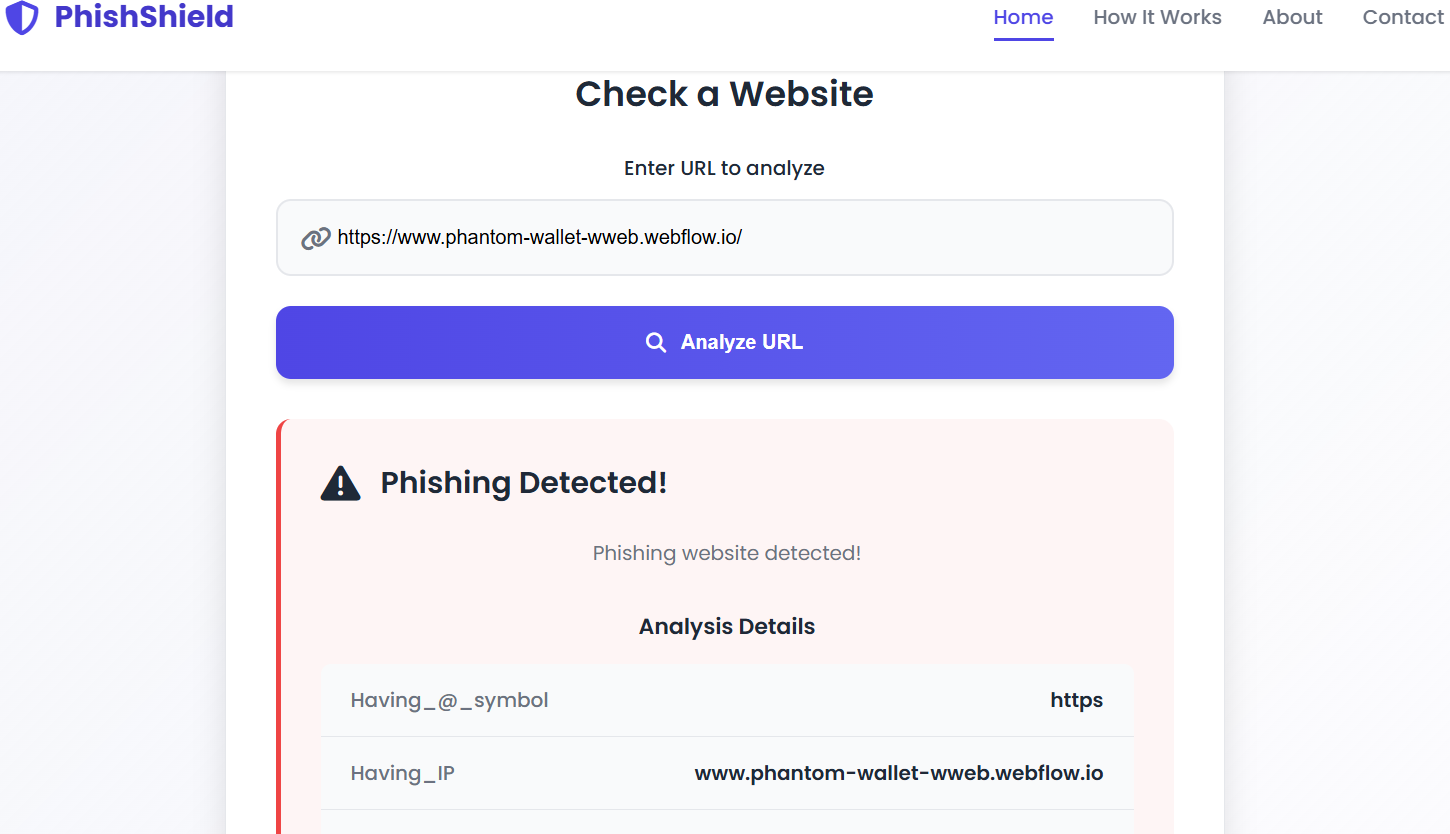 PhishShield
Home How It Works About Contact
Check a Website
Enter URL to analyze
https://www.phantom-wallet-wweb.webflow.io/
Analyze URL
Phishing Detected!
Phishing website detected!
Analysis Details
Having_@_symbol https
Having_IP www.phantom-wallet-wweb.webflow.io